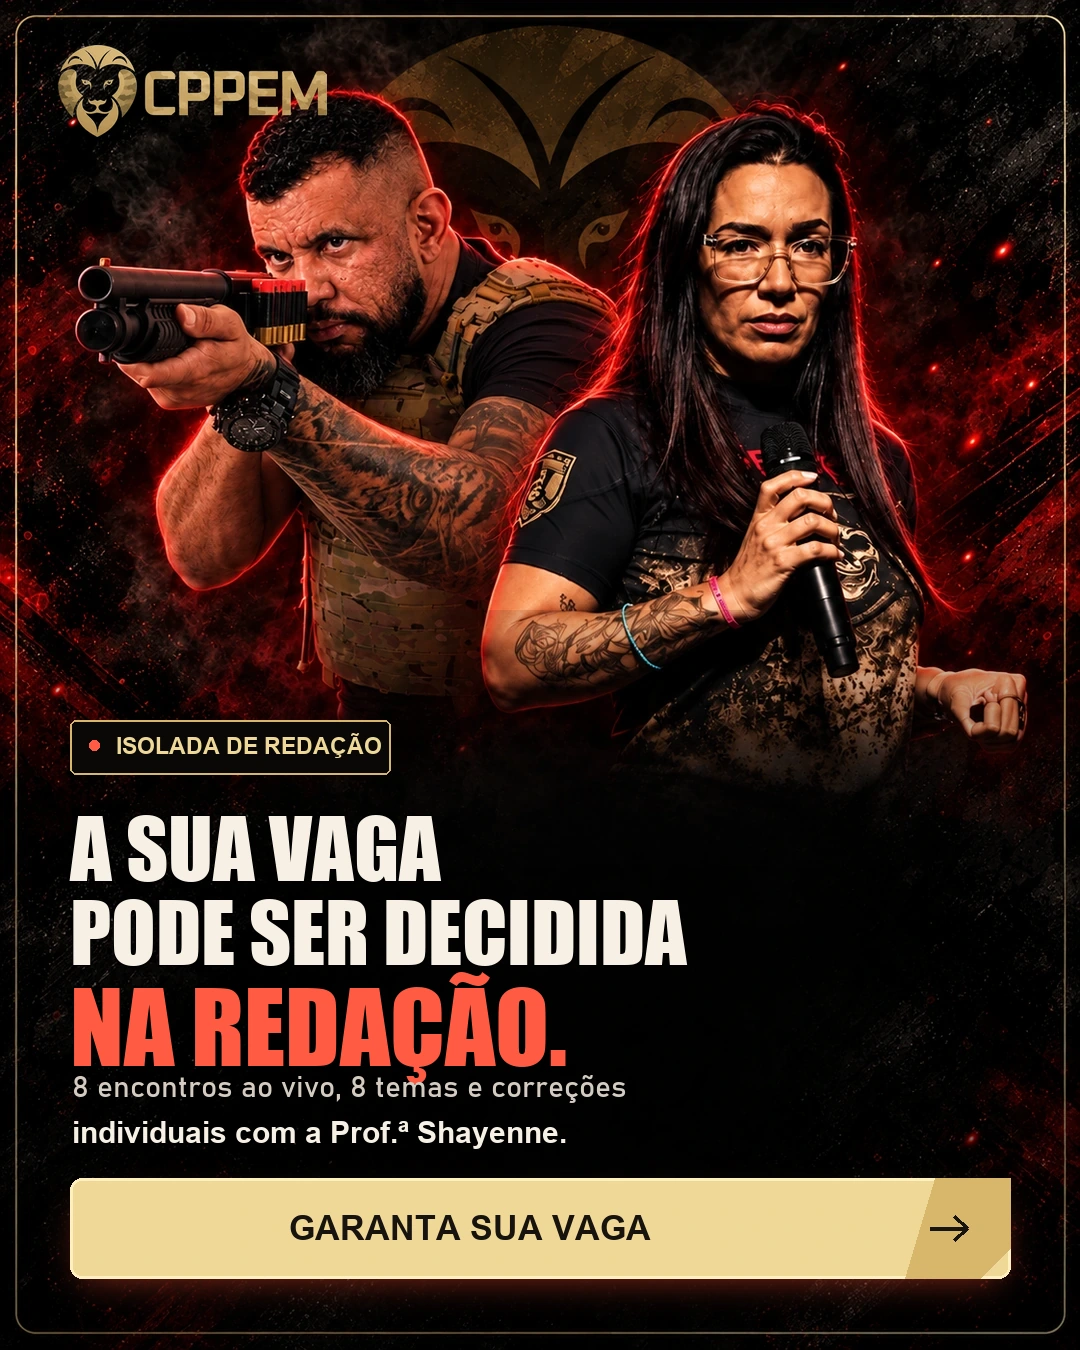 CPPEM
ISOLADA DE REDAÇÃO
A SUA VAGA
PODE SER DECIDIDA
NA REDAÇÃO.
8 encontros ao vivo, 8 temas e correções
individuais com a Prof.ª Shayenne.
GARANTA SUA VAGA